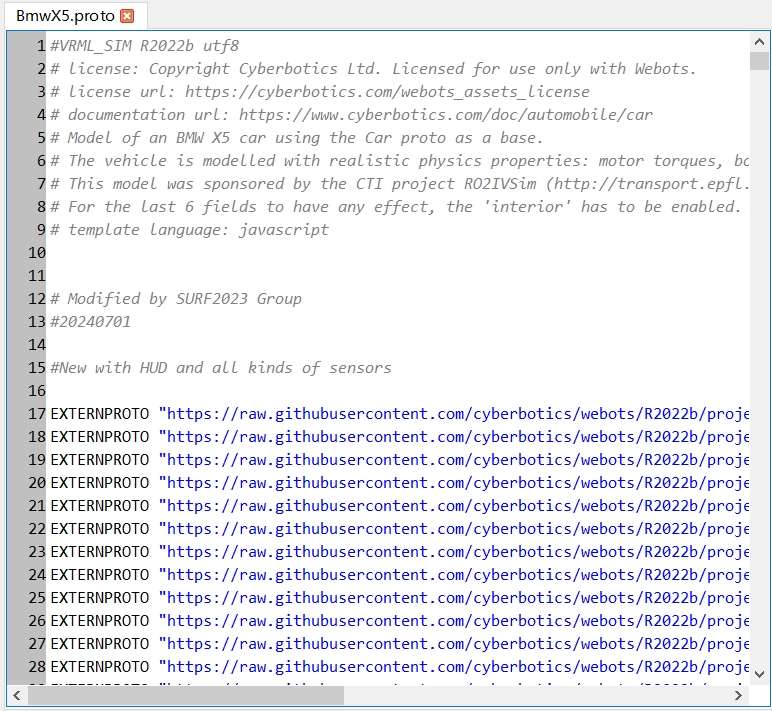 BmwX5.proto
1 #VRML_SIM R2022b utf8
2 # license: Copyright Cyberbotics Ltd. Licensed for use only with Webots.
3 # license url: https://cyberbotics.com/webots_assets_license
4 # documentation url: https://www.cyberbotics.com/doc/automobile/car
5 # Model of an BMW X5 car using the Car proto as a base.
6 # The vehicle is modelled with realistic physics properties: motor torques, bo
7 # This model was sponsored by the CTI project RO2IVSim (http://transport.epfl.
8 # For the last 6 fields to have any effect, the 'interior' has to be enabled.
9 # template language: javascript
10
11
12 # Modified by SURF2023 Group
13 #20240701
14
15 #New with HUD and all kinds of sensors
16
17 EXTERNPROTO "https://raw.githubusercontent.com/cyberbotics/webots/R2022b/proje
18 EXTERNPROTO "https://raw.githubusercontent.com/cyberbotics/webots/R2022b/proje
19 EXTERNPROTO "https://raw.githubusercontent.com/cyberbotics/webots/R2022b/proje
20 EXTERNPROTO "https://raw.githubusercontent.com/cyberbotics/webots/R2022b/proje
21 EXTERNPROTO "https://raw.githubusercontent.com/cyberbotics/webots/R2022b/proje
22 EXTERNPROTO "https://raw.githubusercontent.com/cyberbotics/webots/R2022b/proje
23 EXTERNPROTO "https://raw.githubusercontent.com/cyberbotics/webots/R2022b/proje
24 EXTERNPROTO "https://raw.githubusercontent.com/cyberbotics/webots/R2022b/proje
25 EXTERNPROTO "https://raw.githubusercontent.com/cyberbotics/webots/R2022b/proje
26 EXTERNPROTO "https://raw.githubusercontent.com/cyberbotics/webots/R2022b/proje
27 EXTERNPROTO "https://raw.githubusercontent.com/cyberbotics/webots/R2022b/proje
28 EXTERNPROTO "https://raw.githubusercontent.com/cyberbotics/webots/R2022b/proje